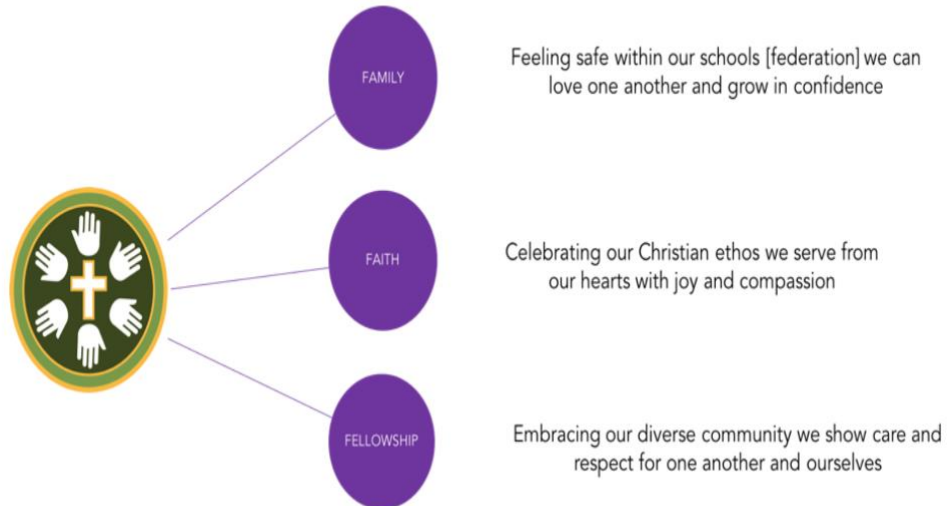 FAMILY
Feeling safe within our schools [federation] we can
love one another and grow in confidence
FAITH
Celebrating our Christian ethos we serve from
our hearts with joy and compassion
FELLOWSHIP
Embracing our diverse community we show care and
respect for one another and ourselves